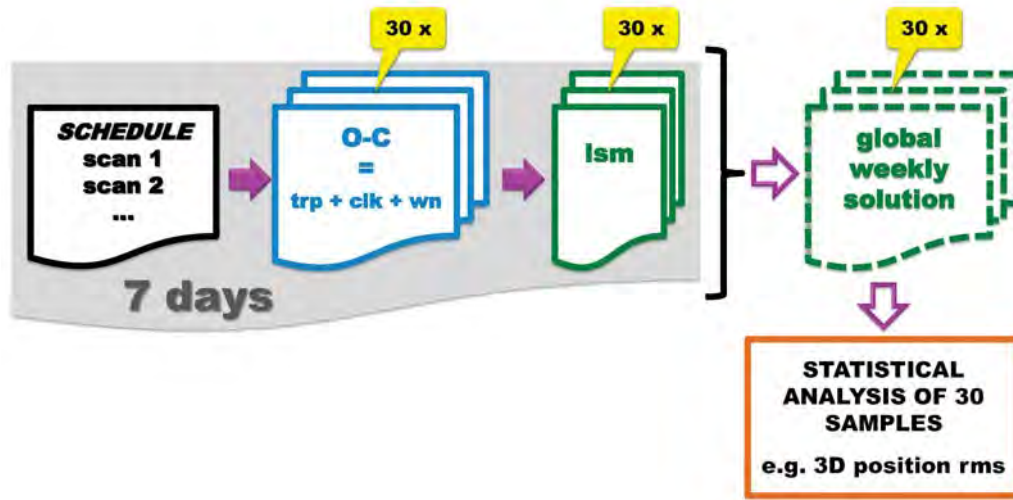 30 x
30 x
30 x
SCHEDULE
scan 1
scan 2
...
O-C
=
trp + clk + wn
lsm
global
weekly
solution
7 days
STATISTICAL
ANALYSIS OF 30
SAMPLES
e.g. 3D position rms